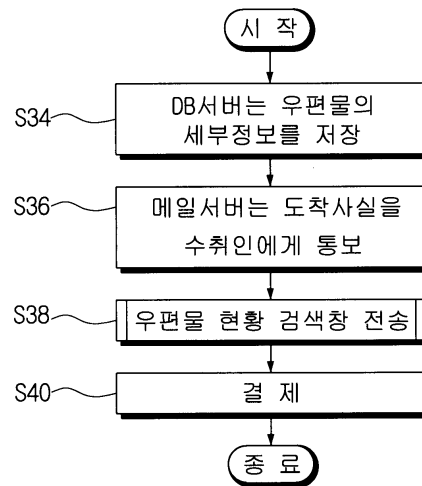 시 작
S34
DB서버는 우편물의
세부정보를 저장
S36
메일서버는 도착사실을
수취인에게 통보
S38
우편물 현황 검색창 전송
S40
결 제
종 료